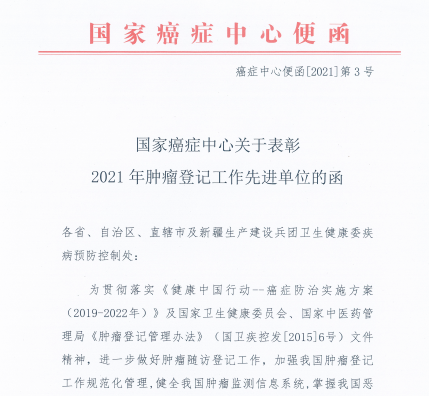 国家癌症中心便函
癌症中心便函[2021]第 3 号
国家癌症中心关于表彰
2021 年肿瘤登记工作先进单位的函
各省、自治区、直辖市及新疆生产建设兵团卫生健康委疾
病预防控制处：
为贯彻落实《健康中国行动--癌症防治实施方案
（2019-2022年）》及国家卫生健康委员会、国家中医药管
理局《肿瘤登记管理办法》（国卫疾控发[2015]6号）文件
精神，进一步做好肿瘤随访登记工作，加强我国肿瘤登记
工作规范化管理,健全我国肿瘤监测信息系统,掌握我国恶